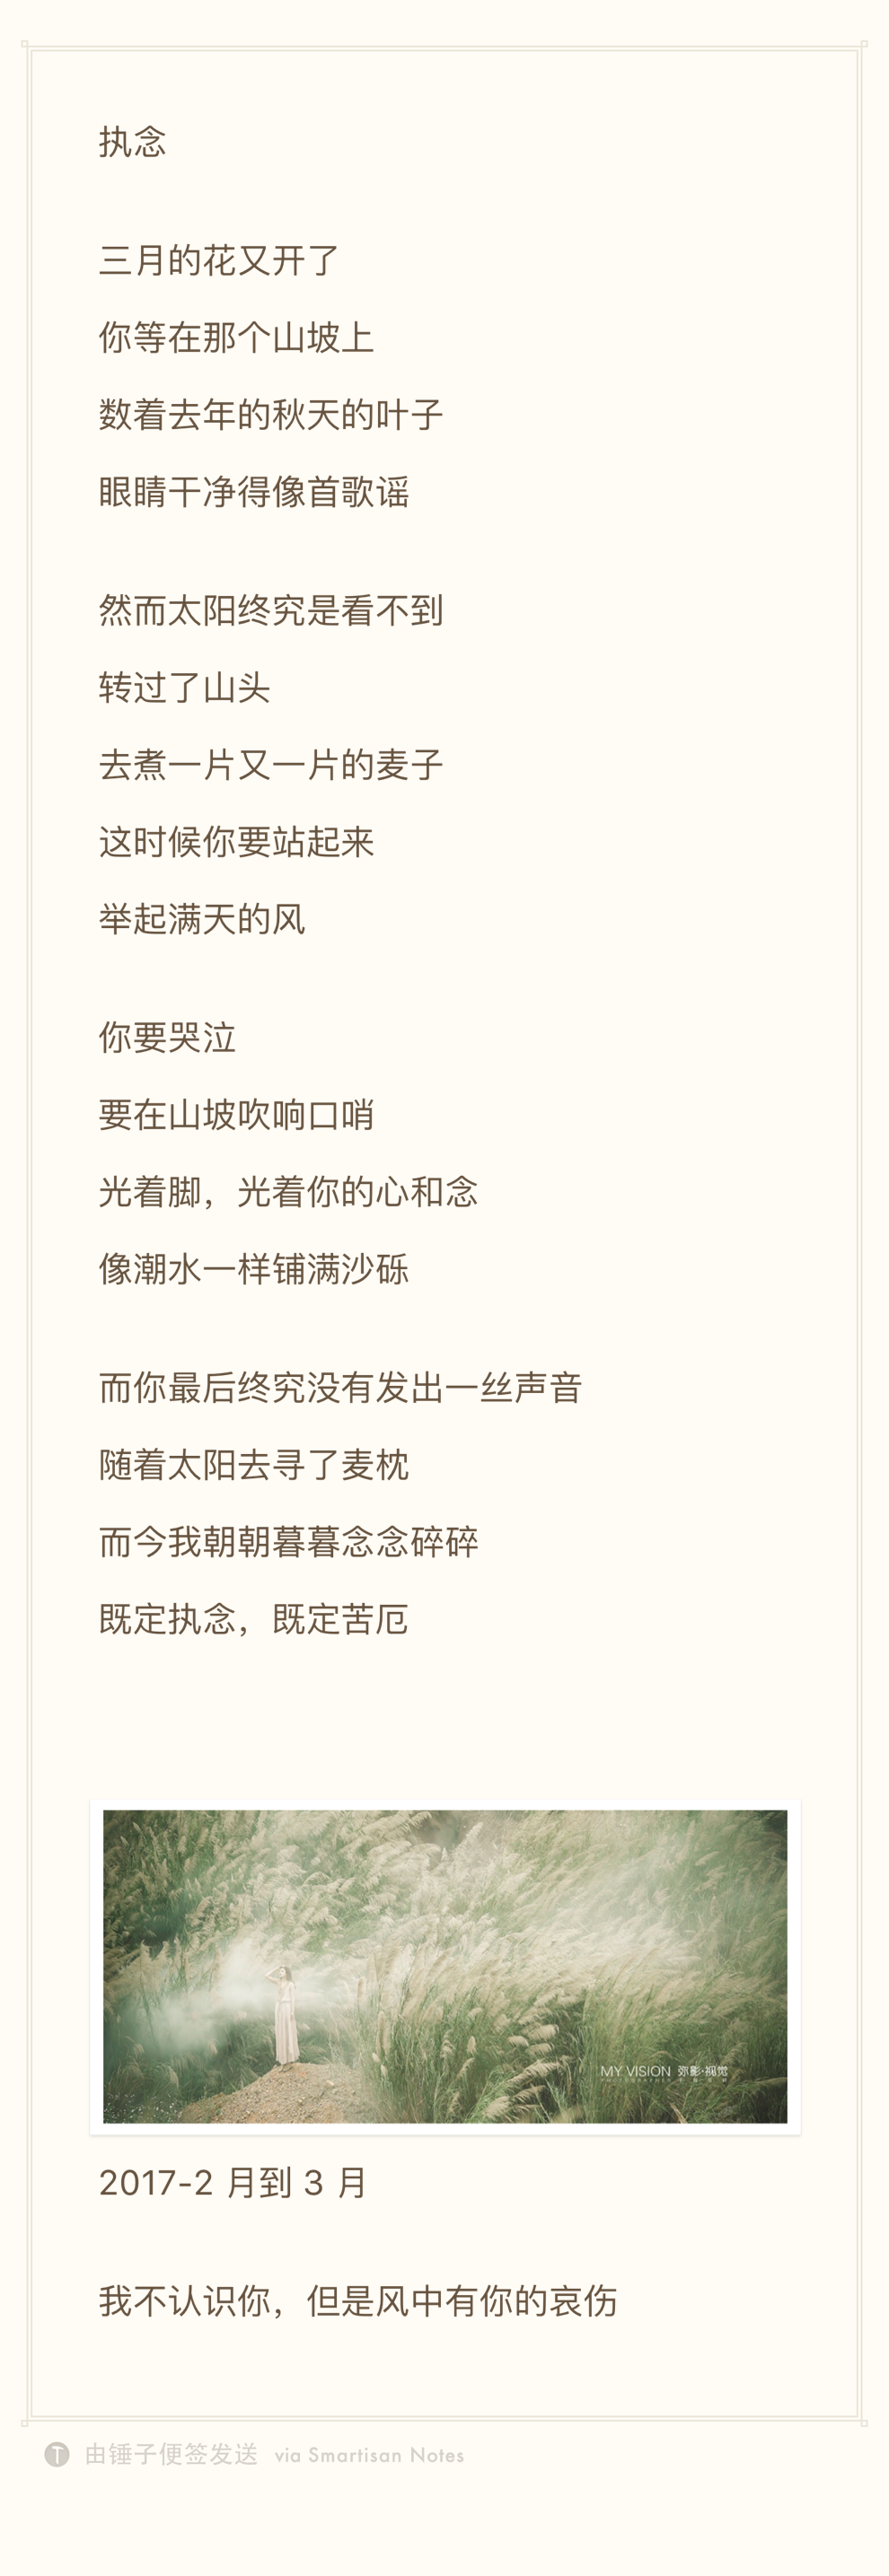 执念
三月的花又开了
你等在那个山坡上
数着去年的秋天的叶子
眼睛干净得像首歌谣
然而太阳终究是看不到
转过了山头
去煮一片又一片的麦子
这时候你要站起来
举起满天的风
你要哭泣
要在山坡吹响口哨
光着脚，光着你的心和念
像潮水一样铺满沙砾
而你最后终究没有发出一丝声音
随着太阳去寻了麦枕
而今我朝朝暮暮念念碎碎
既定执念，既定苦厄
MY VISION 弥影·视觉
2017-2 月到 3 月
我不认识你，但是风中有你的哀伤
T 由锤子便签发送 via Smartisan Notes